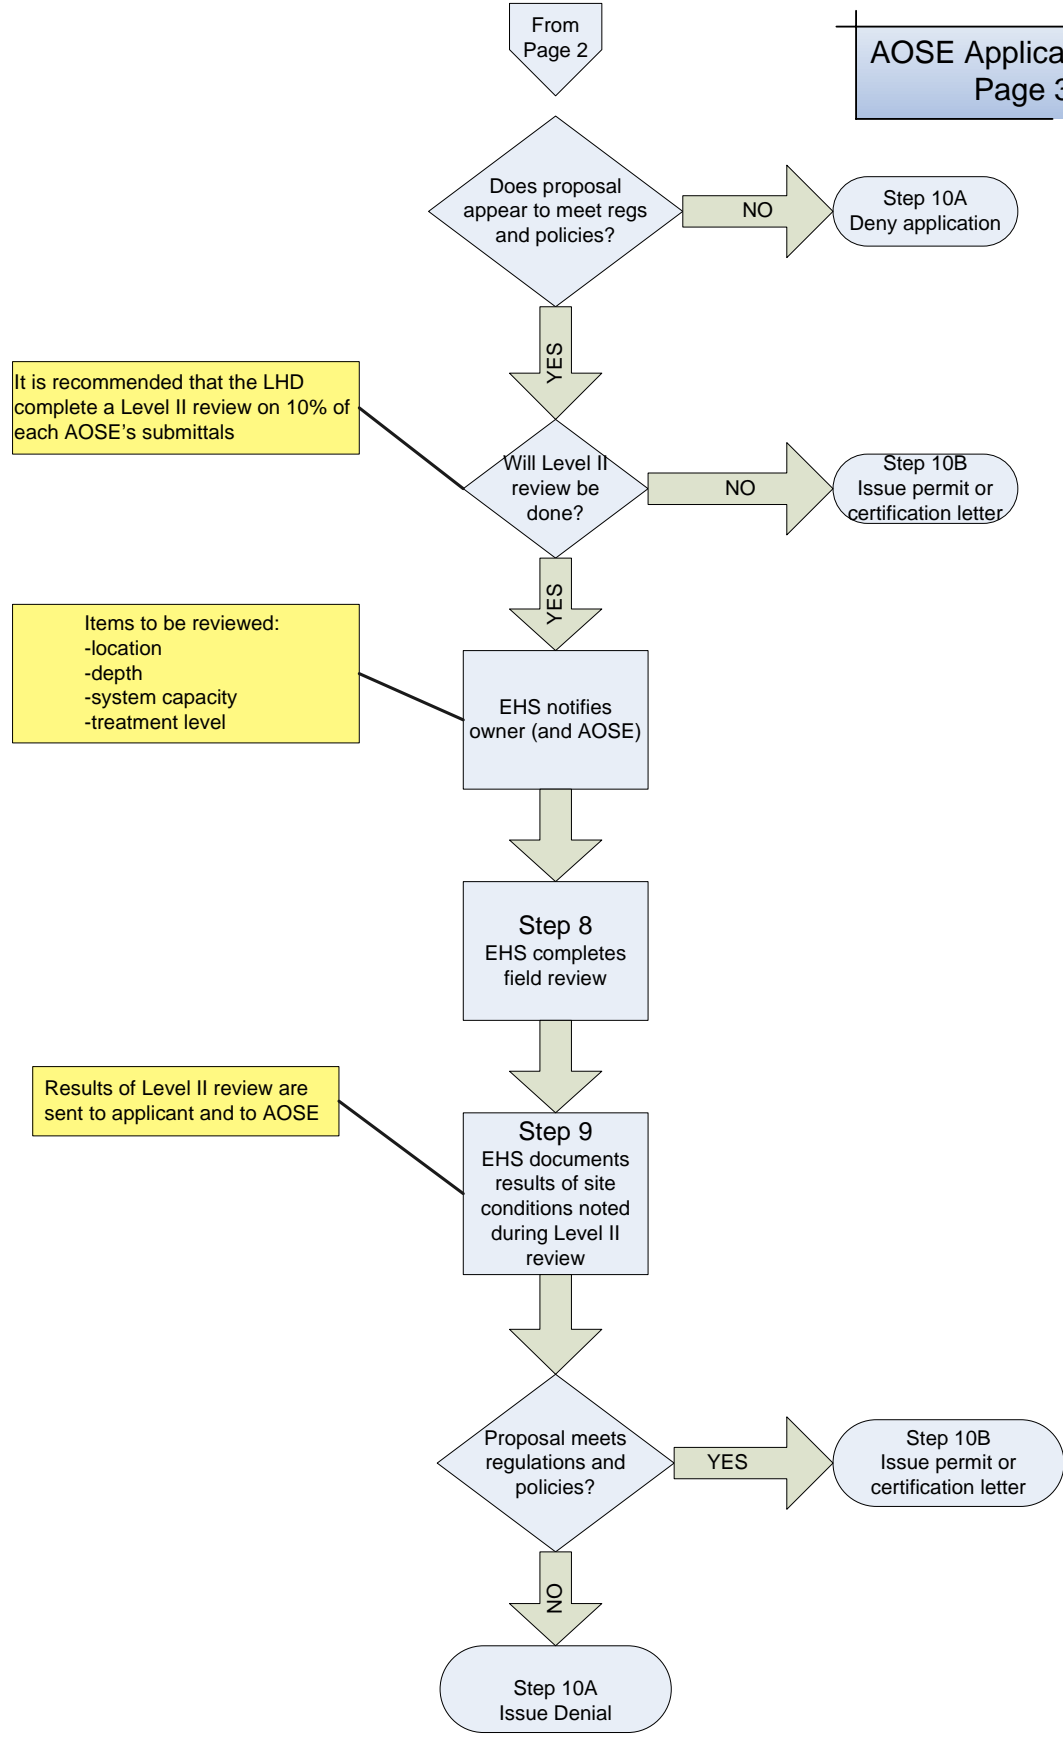 From
Page 2
AOSE Applica
Page 3
Does proposal
appear to meet regs
and policies?
NO
Step 10A
Deny application
YES
It is recommended that the LHD
complete a Level II review on 10% of
each AOSE's submittals
Will Level II
review be
done?
NO
Step 10B
Issue permit or
certification letter
YES
Items to be reviewed:
-location
-depth
-system capacity
-treatment level
EHS notifies
owner (and AOSE)
Step 8
EHS completes
field review
Results of Level II review are
sent to applicant and to AOSE
Step 9
EHS documents
results of site
conditions noted
during Level II
review
Proposal meets
regulations and
policies?
YES
Step 10B
Issue permit or
certification letter
NO
Step 10A
Issue Denial